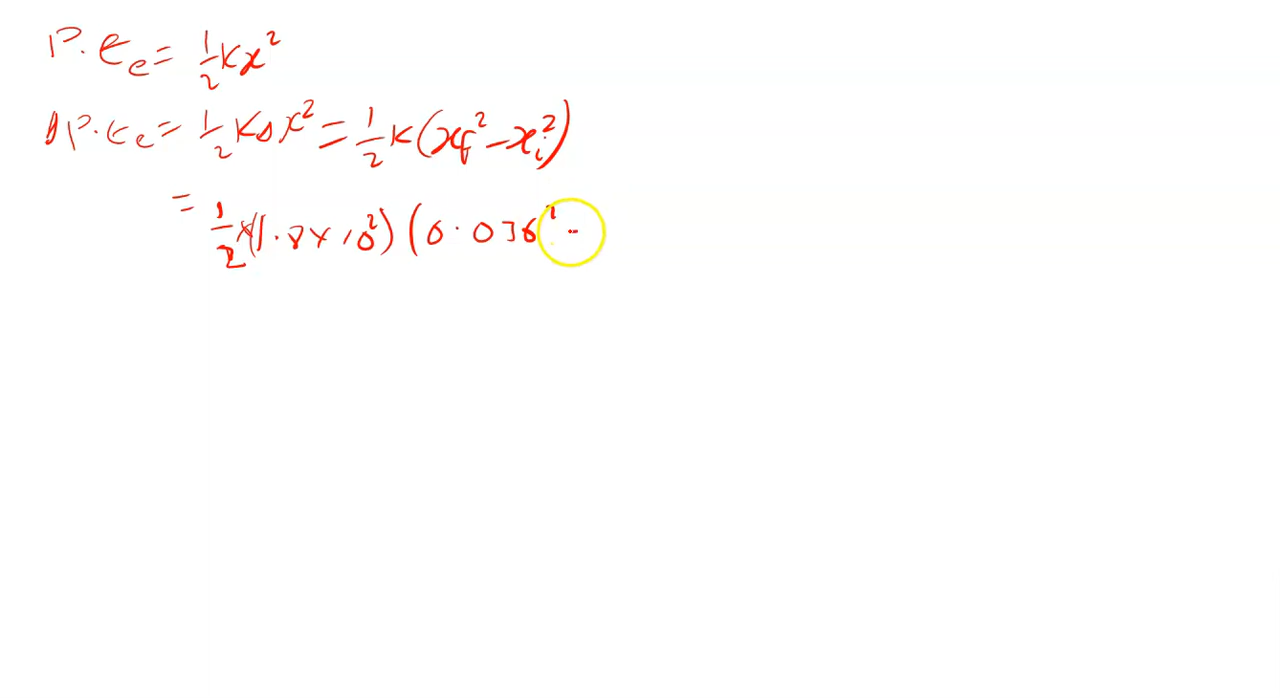 P.Ee = 1/2 Kx²
ΔP.Ee = 1/2 KΔx² = 1/2 K(xf² - xi²)
= 1/2 x(1.8 x 10²) (0.036² -